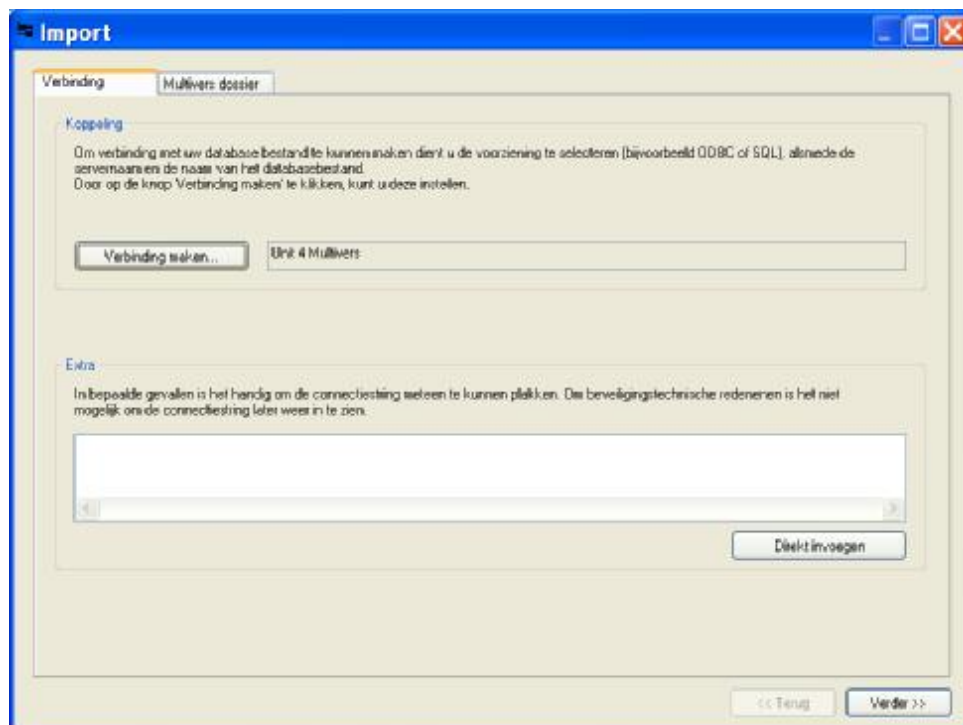 Import
Verbinding
Multivers dossier
Koppeling
Om verbinding met uw database bestand te kunnen maken dient u de voorziening te selecteren (bijvoorbeeld ODBC of SQL), alsmede de
servernaam en de naam van het databasebestand.
Door op de knop 'Verbinding maken' te klikken, kunt u deze instellen.
Verbinding maken...
Unit 4 Multivers
Extra
In bepaalde gevallen is het handig om de connectiestring meteen te kunnen plakken. Om beveiligingstechnische redenenen is het niet
mogelijk om de connectiestring later weer in te zien.
Direkt invoegen
<< Terug
Verder >>